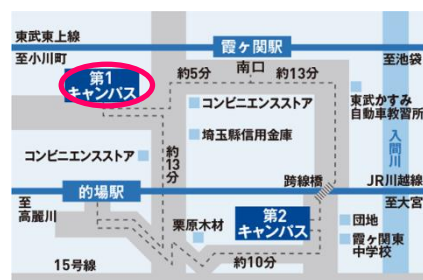 東武東上線
至小川町
霞ヶ関駅
至池袋
第1
キャンパス
約5分
南口
約13分
コンビニエンスストア
東武かすみ
自動車教習所
埼玉縣信用金庫
入間川
コンビニエンスストア
約13分
的場駅
跨線橋
JR川越線
至
高麗川
至大宮
栗原木材
第2
キャンパス
団地
霞ヶ関東
中学校
15号線
約10分